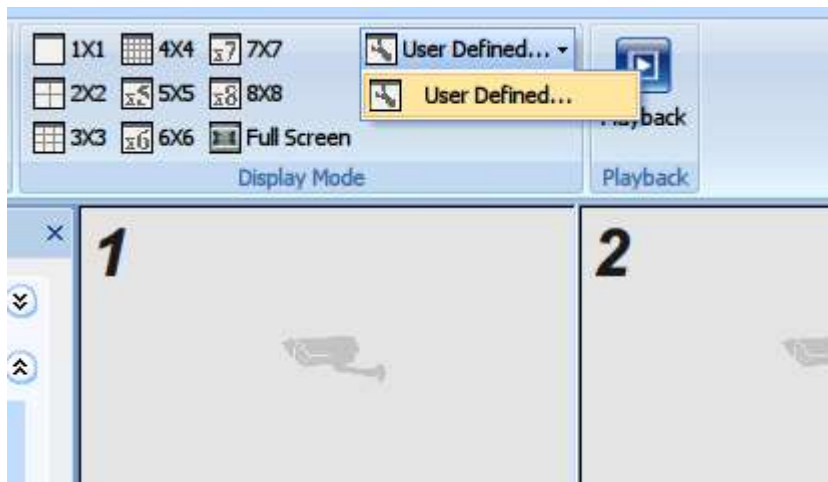 1X1 4X4 7X7 User Defined...
2X2 5X5 8X8 User Defined...
3X3 6X6 Full Screen
Display Mode
Playback
1
2